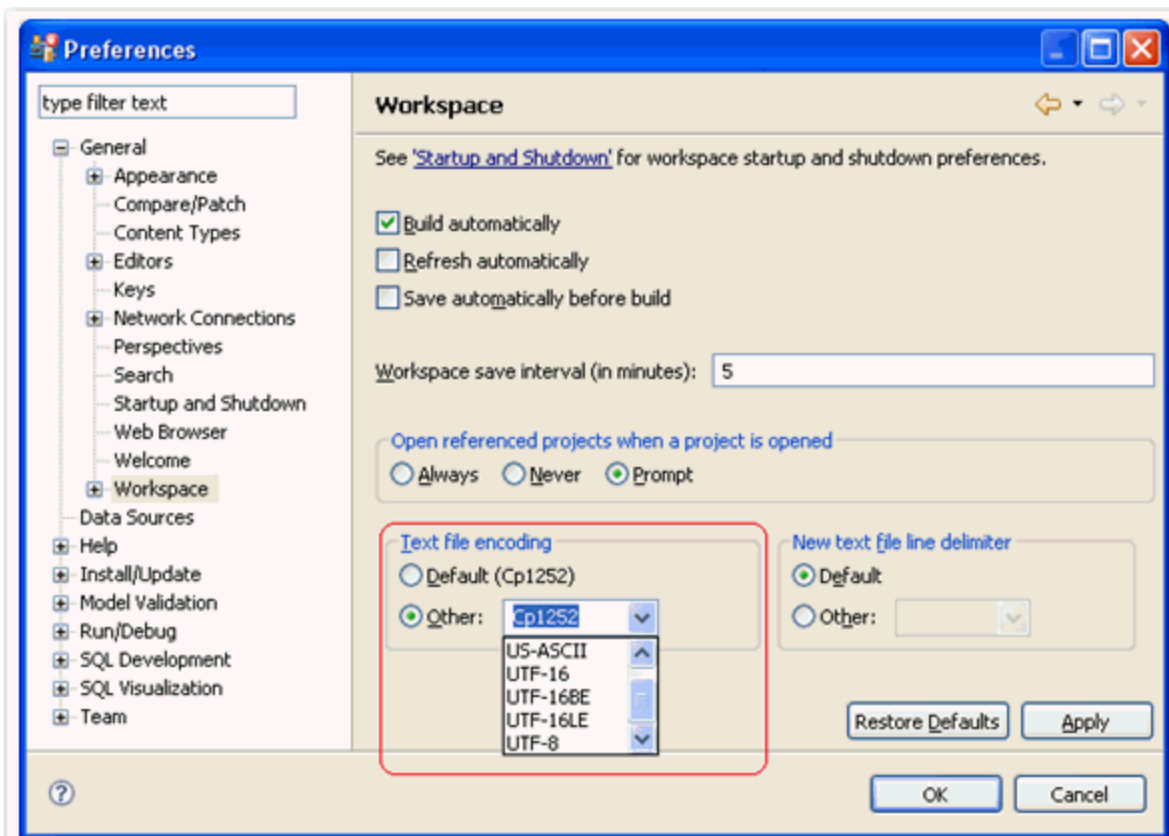 Preferences
type filter text
General
Appearance
Compare/Patch
Content Types
Editors
Keys
Network Connections
Perspectives
Search
Startup and Shutdown
Web Browser
Welcome
Workspace
Data Sources
Help
Install/Update
Model Validation
Run/Debug
SQL Development
SQL Visualization
Team
Workspace
See 'Startup and Shutdown' for workspace startup and shutdown preferences.
Build automatically
Refresh automatically
Save automatically before build
Workspace save interval (in minutes): 5
Open referenced projects when a project is opened
Always Never Prompt
Text file encoding
Default (Cp1252)
Other: Cp1252
US-ASCII
UTF-16
UTF-16BE
UTF-16LE
UTF-8
New text file line delimiter
Default
Other:
Restore Defaults Apply
? OK Cancel